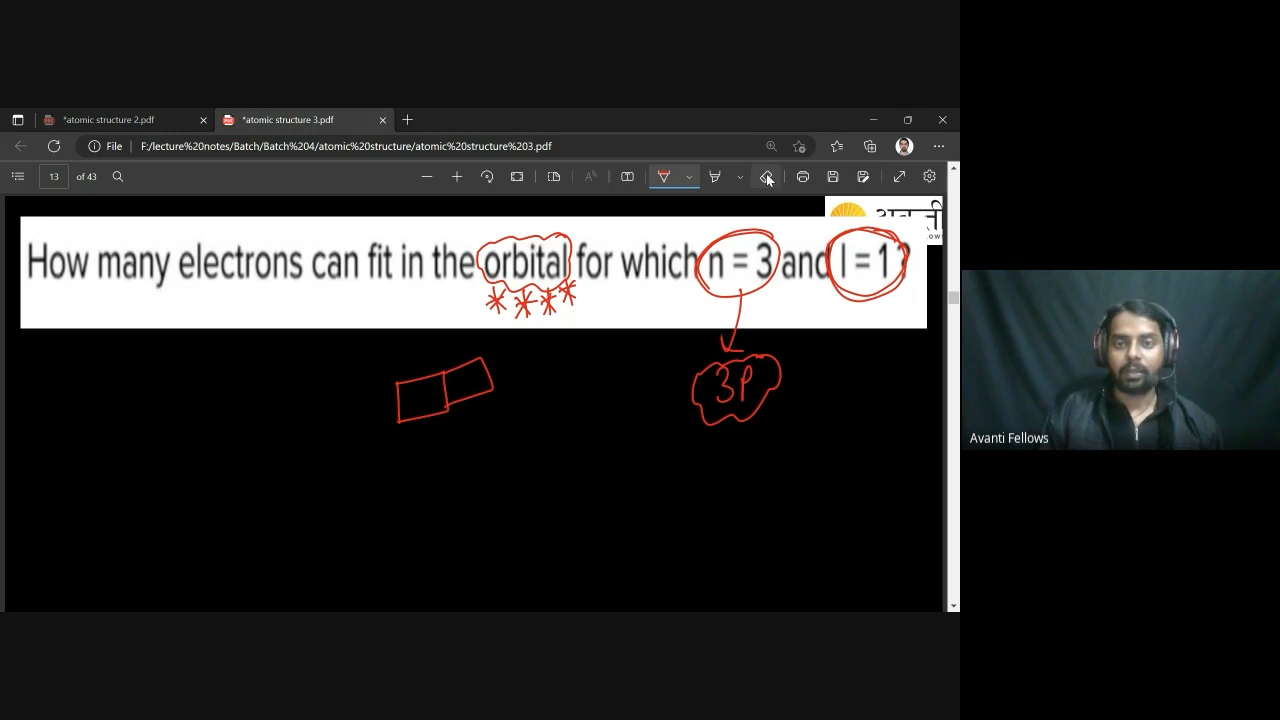 *atomic structure 2.pdf
*atomic structure 3.pdf
File
F:/lecture%20notes/Batch/Batch%204/atomic%20structure/atomic%20structure%203.pdf
13 of 43
How many electrons can fit in the orbital for which n = 3 and l = 1?
3P
Avanti Fellows